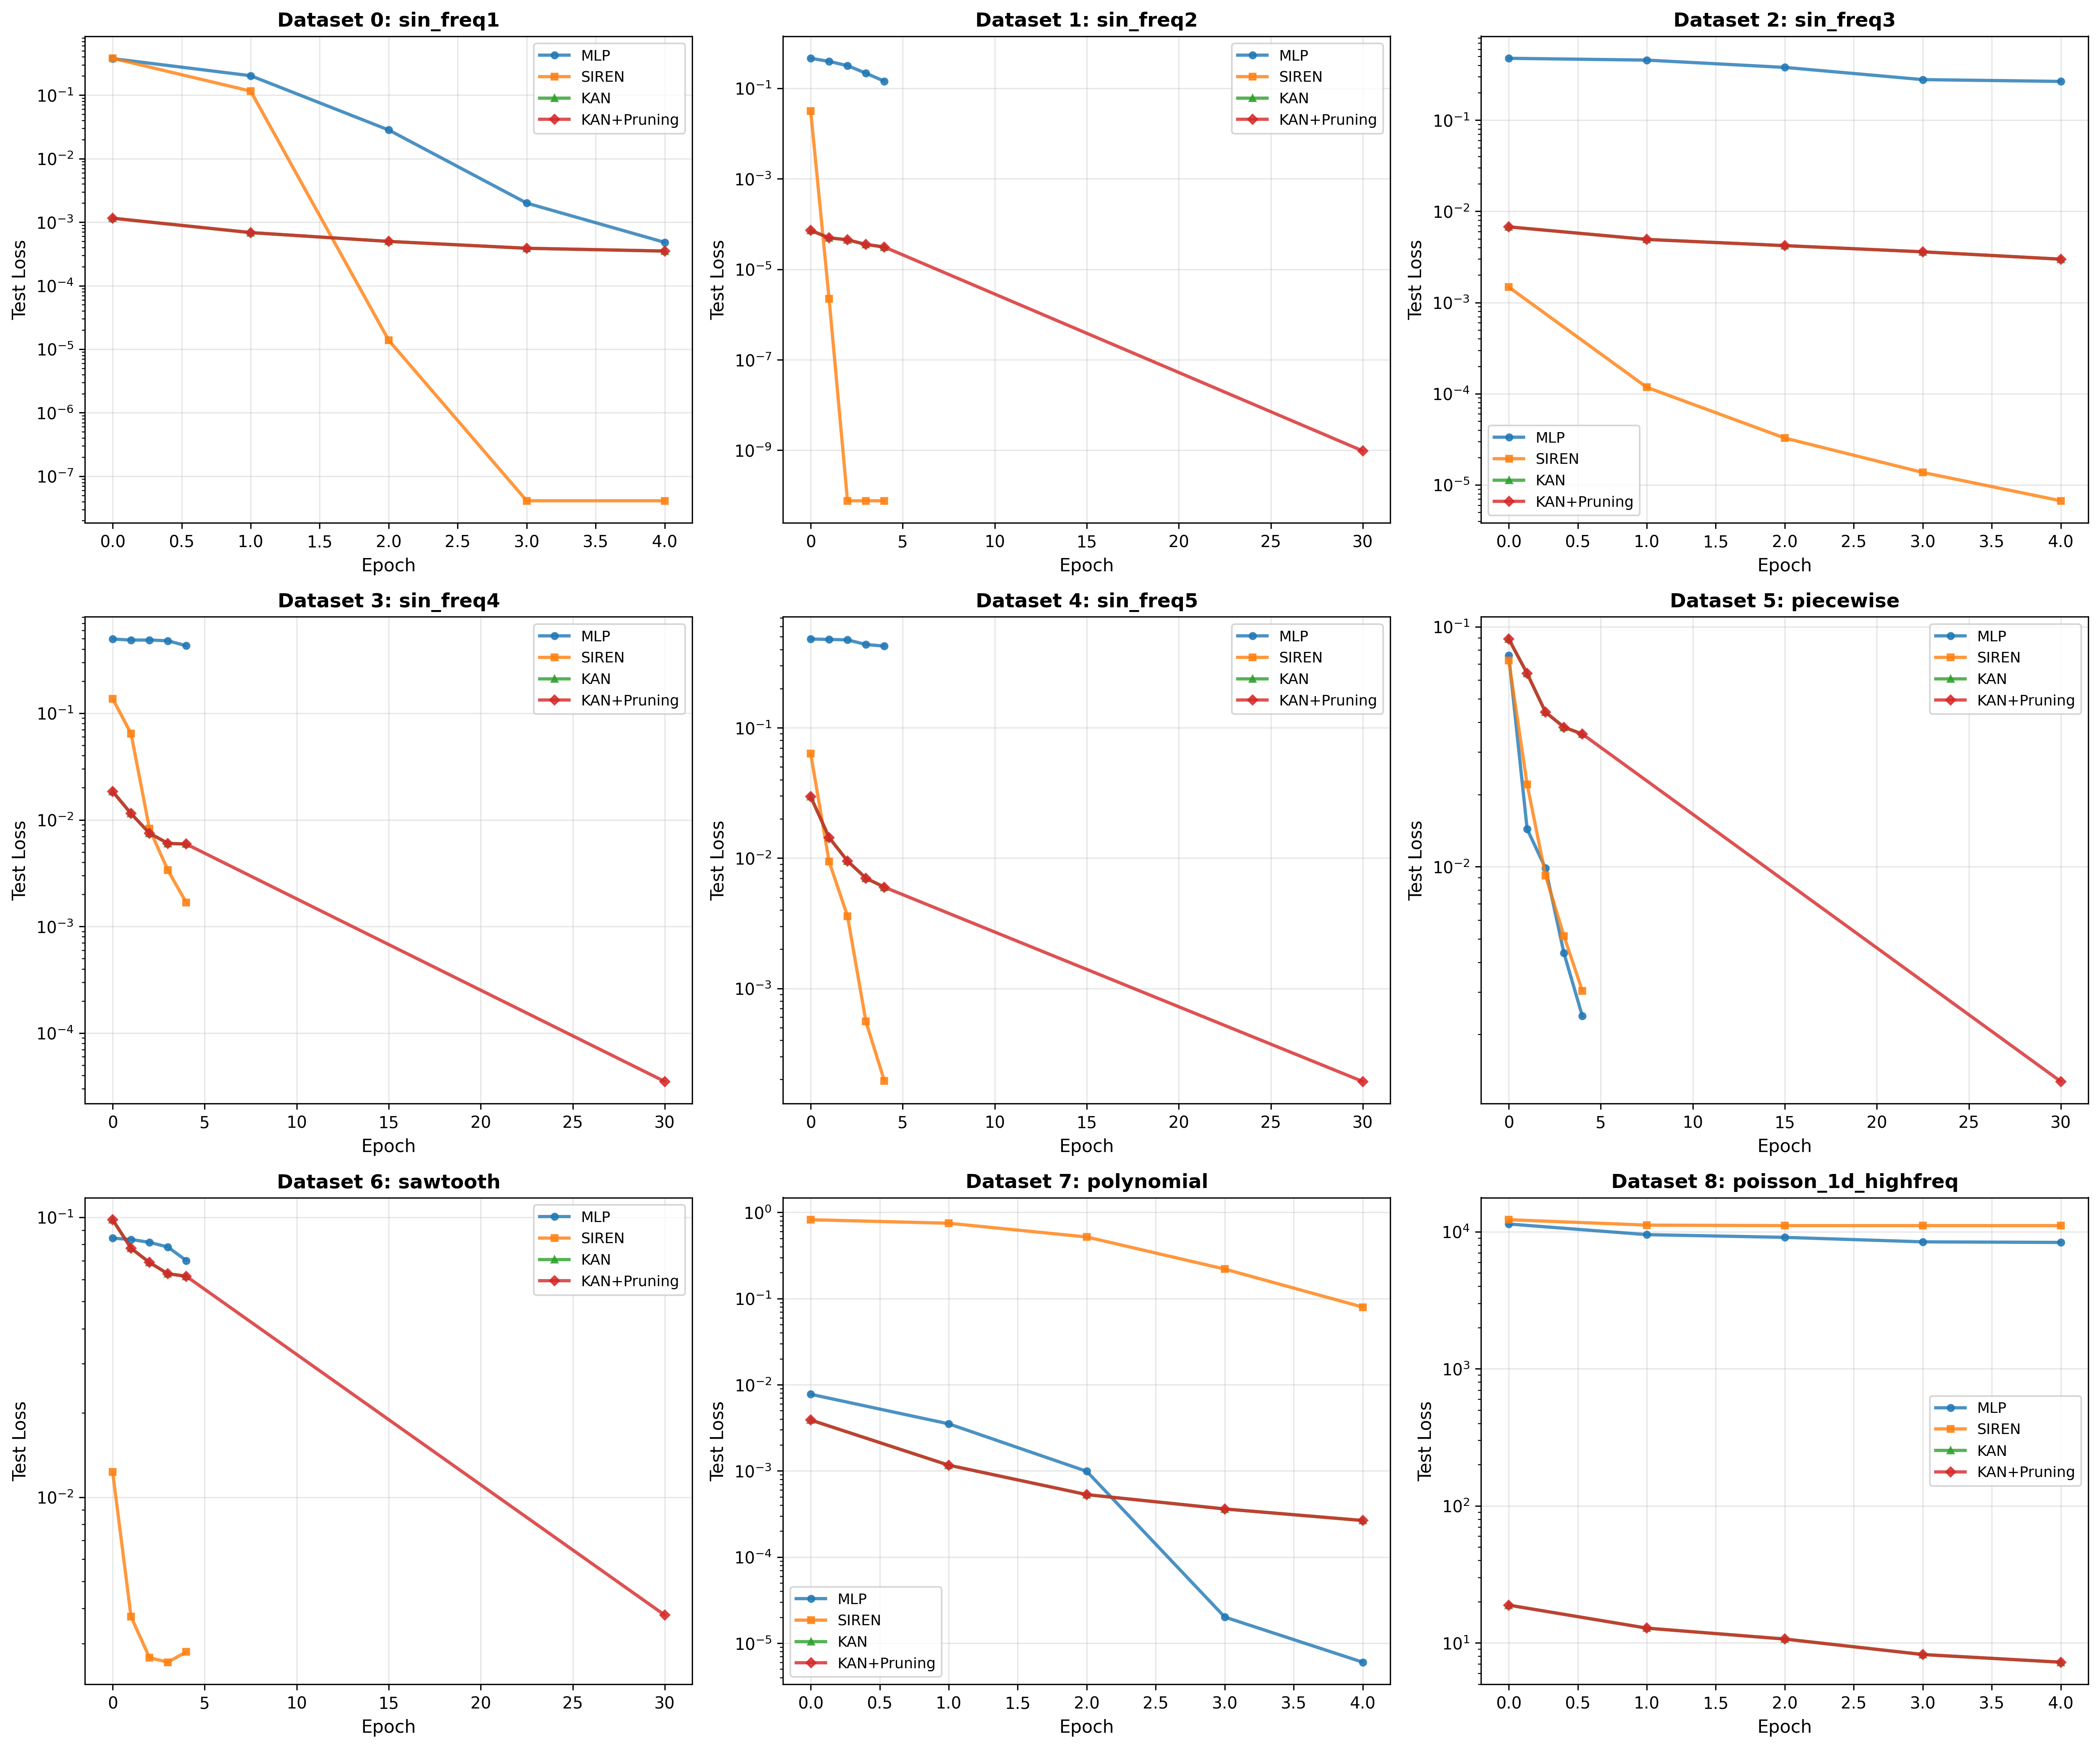 Dataset 0: sin_freq1
Test Loss
10⁻¹
10⁻²
10⁻³
10⁻⁴
10⁻⁵
10⁻⁶
10⁻⁷
MLP
SIREN
KAN
KAN+Pruning
0.0 0.5 1.0 1.5 2.0 2.5 3.0 3.5 4.0
Epoch
Dataset 1: sin_freq2
Test Loss
10⁻¹
10⁻³
10⁻⁵
10⁻⁷
10⁻⁹
MLP
SIREN
KAN
KAN+Pruning
0 5 10 15 20 25 30
Epoch
Dataset 2: sin_freq3
Test Loss
10⁻¹
10⁻²
10⁻³
10⁻⁴
10⁻⁵
MLP
SIREN
KAN
KAN+Pruning
0.0 0.5 1.0 1.5 2.0 2.5 3.0 3.5 4.0
Epoch
Dataset 3: sin_freq4
Test Loss
10⁻¹
10⁻²
10⁻³
10⁻⁴
MLP
SIREN
KAN
KAN+Pruning
0 5 10 15 20 25 30
Epoch
Dataset 4: sin_freq5
Test Loss
10⁻¹
10⁻²
10⁻³
MLP
SIREN
KAN
KAN+Pruning
0 5 10 15 20 25 30
Epoch
Dataset 5: piecewise
Test Loss
10⁻¹
10⁻²
MLP
SIREN
KAN
KAN+Pruning
0 5 10 15 20 25 30
Epoch
Dataset 6: sawtooth
Test Loss
10⁻¹
10⁻²
MLP
SIREN
KAN
KAN+Pruning
0 5 10 15 20 25 30
Epoch
Dataset 7: polynomial
Test Loss
10⁰
10⁻¹
10⁻²
10⁻³
10⁻⁴
10⁻⁵
MLP
SIREN
KAN
KAN+Pruning
0.0 0.5 1.0 1.5 2.0 2.5 3.0 3.5 4.0
Epoch
Dataset 8: poisson_1d_highfreq
Test Loss
10⁴
10³
10²
10¹
MLP
SIREN
KAN
KAN+Pruning
0.0 0.5 1.0 1.5 2.0 2.5 3.0 3.5 4.0
Epoch